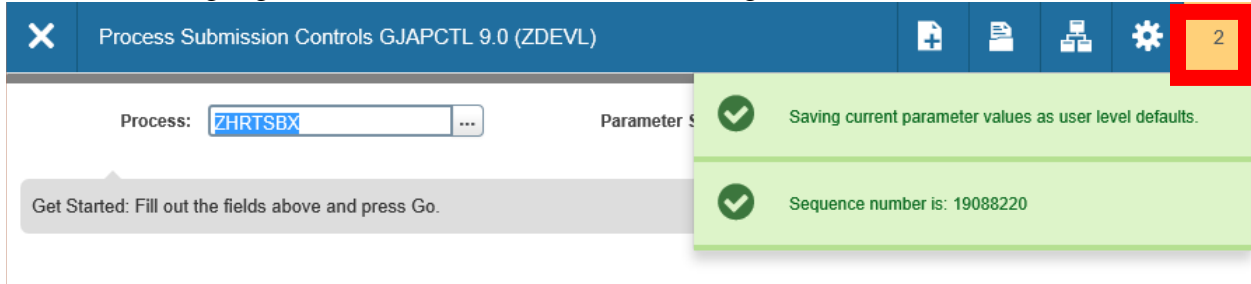 Process Submission Controls GJAPCTL 9.0 (ZDEVL)
2
Process: ZHRTSBX ... Parameter
Saving current parameter values as user level defaults.
Get Started: Fill out the fields above and press Go.
Sequence number is: 19088220